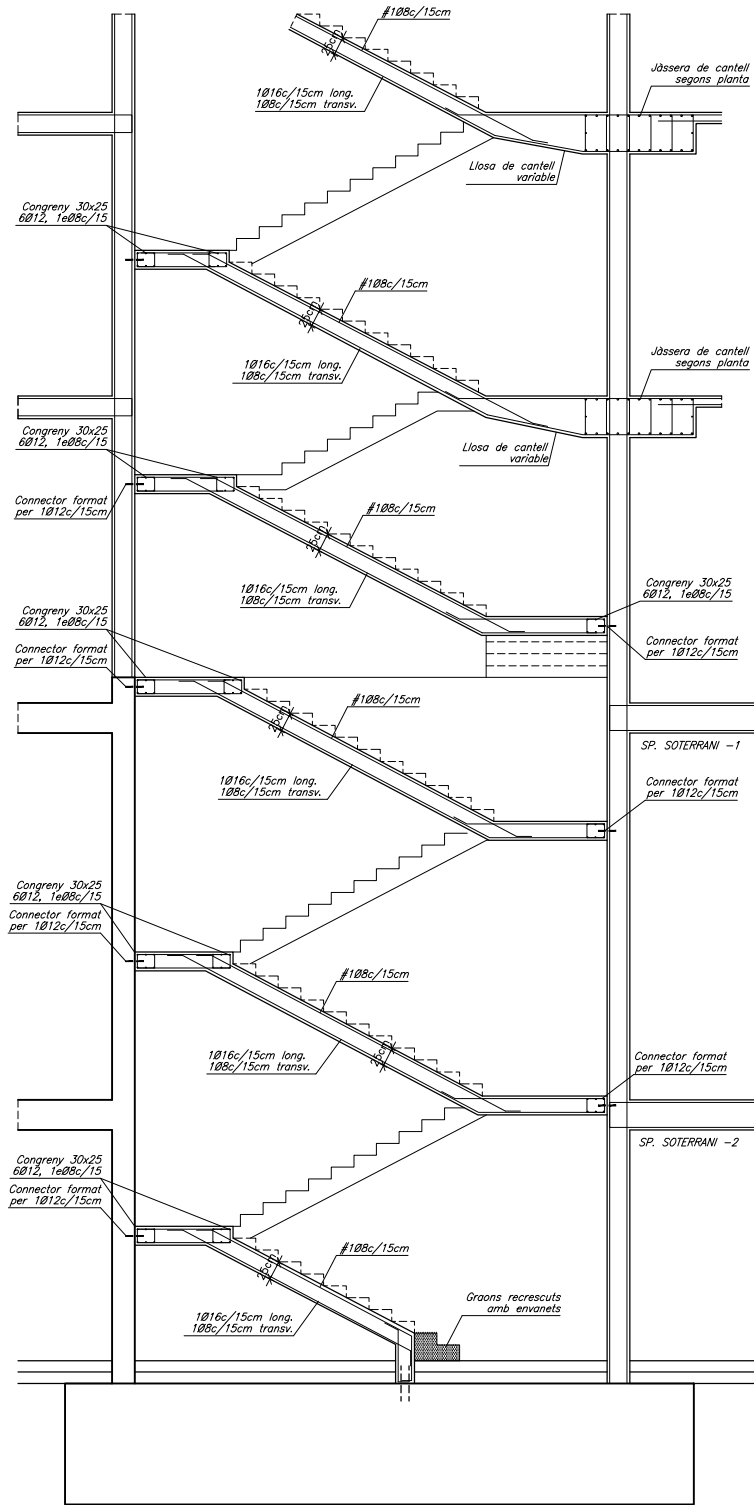 #1Ø8c/15cm
25cm
Jàssera de cantell
segons planta
1Ø16c/15cm long.
1Ø8c/15cm transv.
Llosa de cantell
variable
Congreny 30x25
6Ø12, 1eØ8c/15
#1Ø8c/15cm
25cm
Jàssera de cantell
segons planta
1Ø16c/15cm long.
1Ø8c/15cm transv.
Congreny 30x25
6Ø12, 1eØ8c/15
Llosa de cantell
variable
Connector format
per 1Ø12c/15cm
#1Ø8c/15cm
25cm
1Ø16c/15cm long.
1Ø8c/15cm transv.
Congreny 30x25
6Ø12, 1eØ8c/15
Congreny 30x25
6Ø12, 1eØ8c/15
Connector format
per 1Ø12c/15cm
Connector format
per 1Ø12c/15cm
#1Ø8c/15cm
25cm
SP. SOTERRANI -1
1Ø16c/15cm long.
1Ø8c/15cm transv.
Connector format
per 1Ø12c/15cm
Congreny 30x25
6Ø12, 1eØ8c/15
Connector format
per 1Ø12c/15cm
#1Ø8c/15cm
25cm
1Ø16c/15cm long.
1Ø8c/15cm transv.
Connector format
per 1Ø12c/15cm
SP. SOTERRANI -2
Congreny 30x25
6Ø12, 1eØ8c/15
Connector format
per 1Ø12c/15cm
#1Ø8c/15cm
25cm
1Ø16c/15cm long.
1Ø8c/15cm transv.
Graons recrescuts
amb envanets